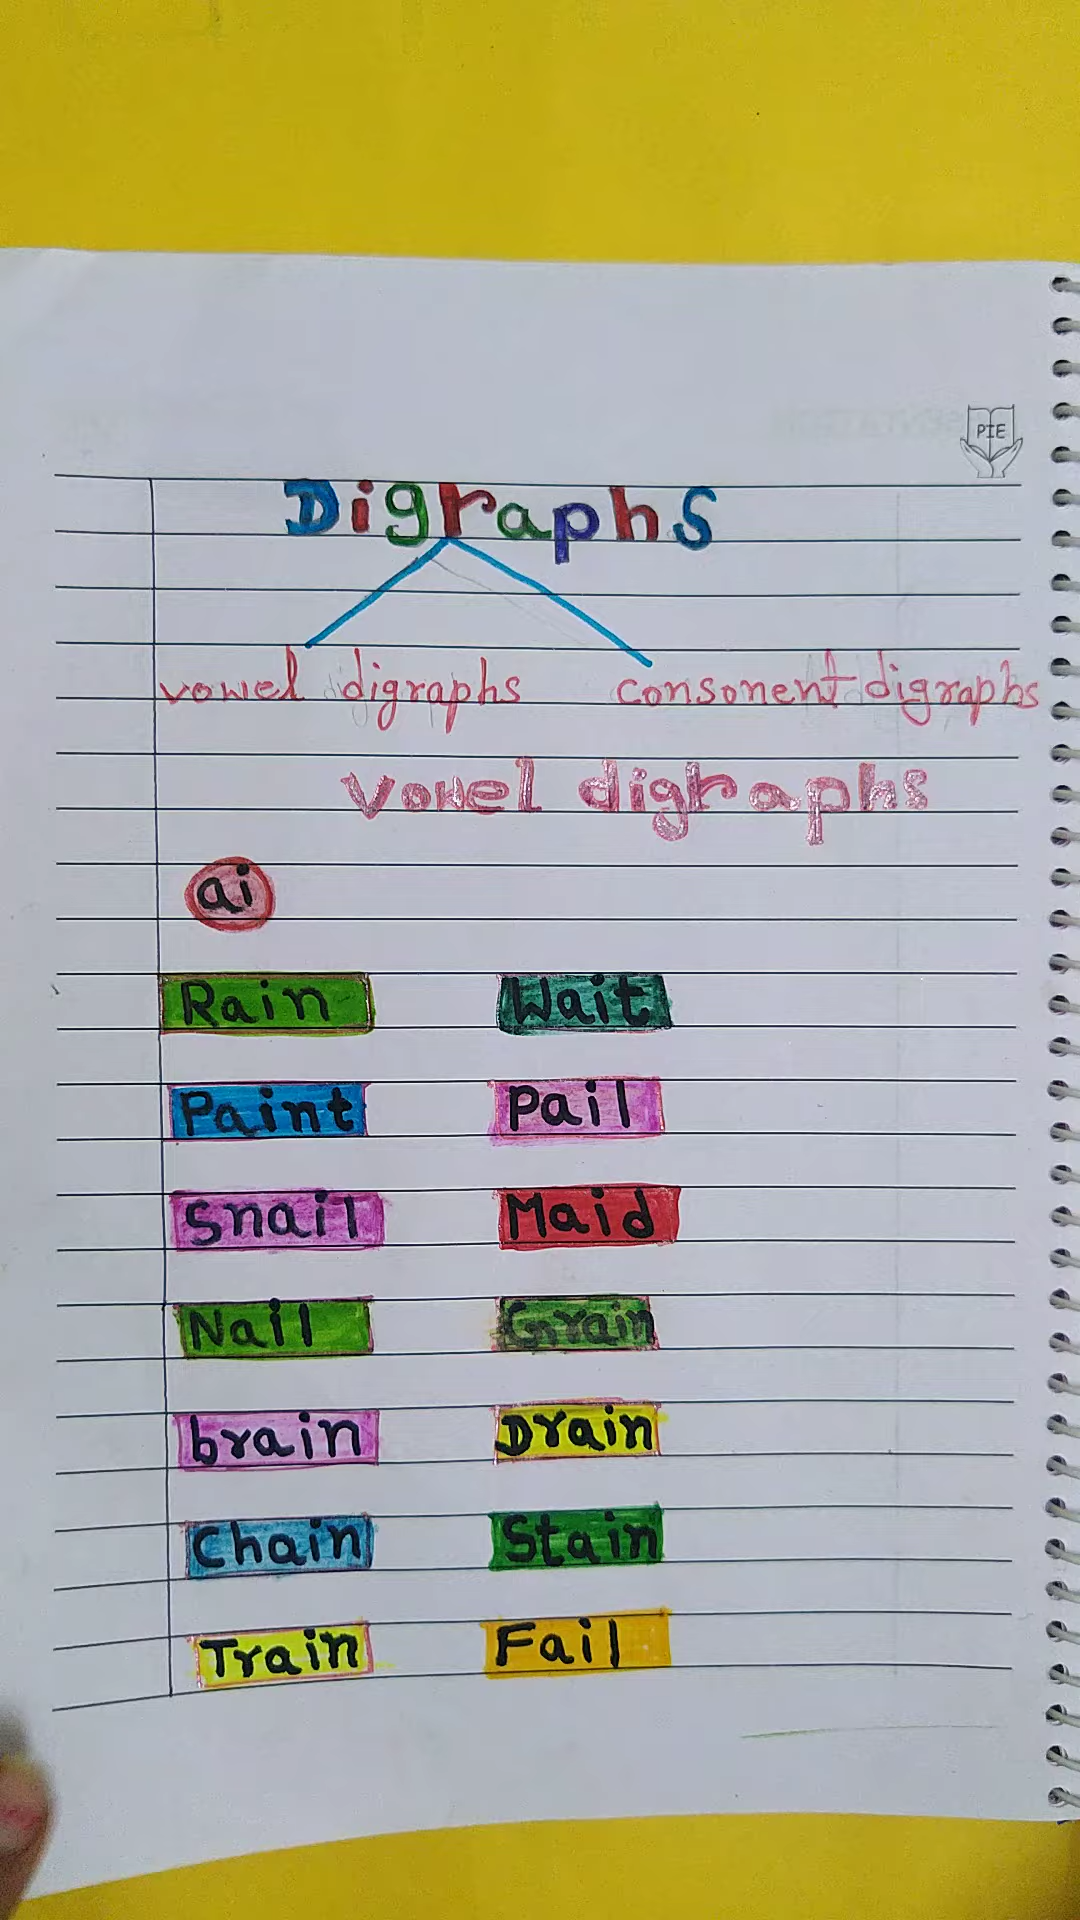 PIE
Digraphs
vowel digraphs consonent digraphs
Vowel digraphs
ai
Rain Wait
Paint Pail
Snail Maid
Nail Grain
brain Drain
Chain Stain
Train Fail